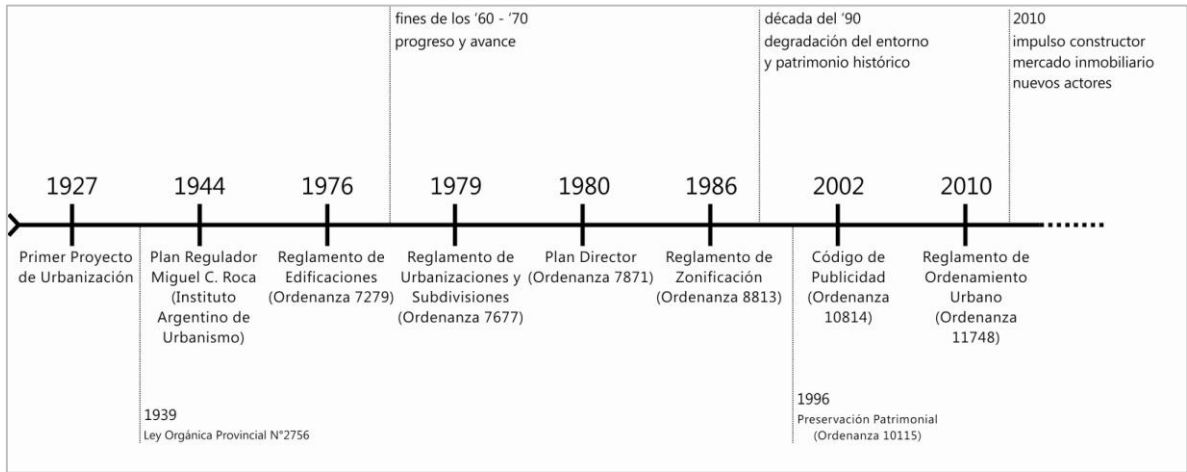 fines de los '60 - '70
progreso y avance
década del '90
degradación del entorno
y patrimonio histórico
2010
impulso constructor
mercado inmobiliario
nuevos actores
1927
Primer Proyecto
de Urbanización
1944
Plan Regulador
Miguel C. Roca
(Instituto
Argentino de
Urbanismo)
1976
Reglamento de
Edificaciones
(Ordenanza 7279)
1979
Reglamento de
Urbanizaciones y
Subdivisiones
(Ordenanza 7677)
1980
Plan Director
(Ordenanza 7871)
1986
Reglamento de
Zonificación
(Ordenanza 8813)
2002
Código de
Publicidad
(Ordenanza
10814)
2010
Reglamento de
Ordenamiento
Urbano
(Ordenanza
11748)
1939
Ley Orgánica Provincial N°2756
1996
Preservación Patrimonial
(Ordenanza 10115)